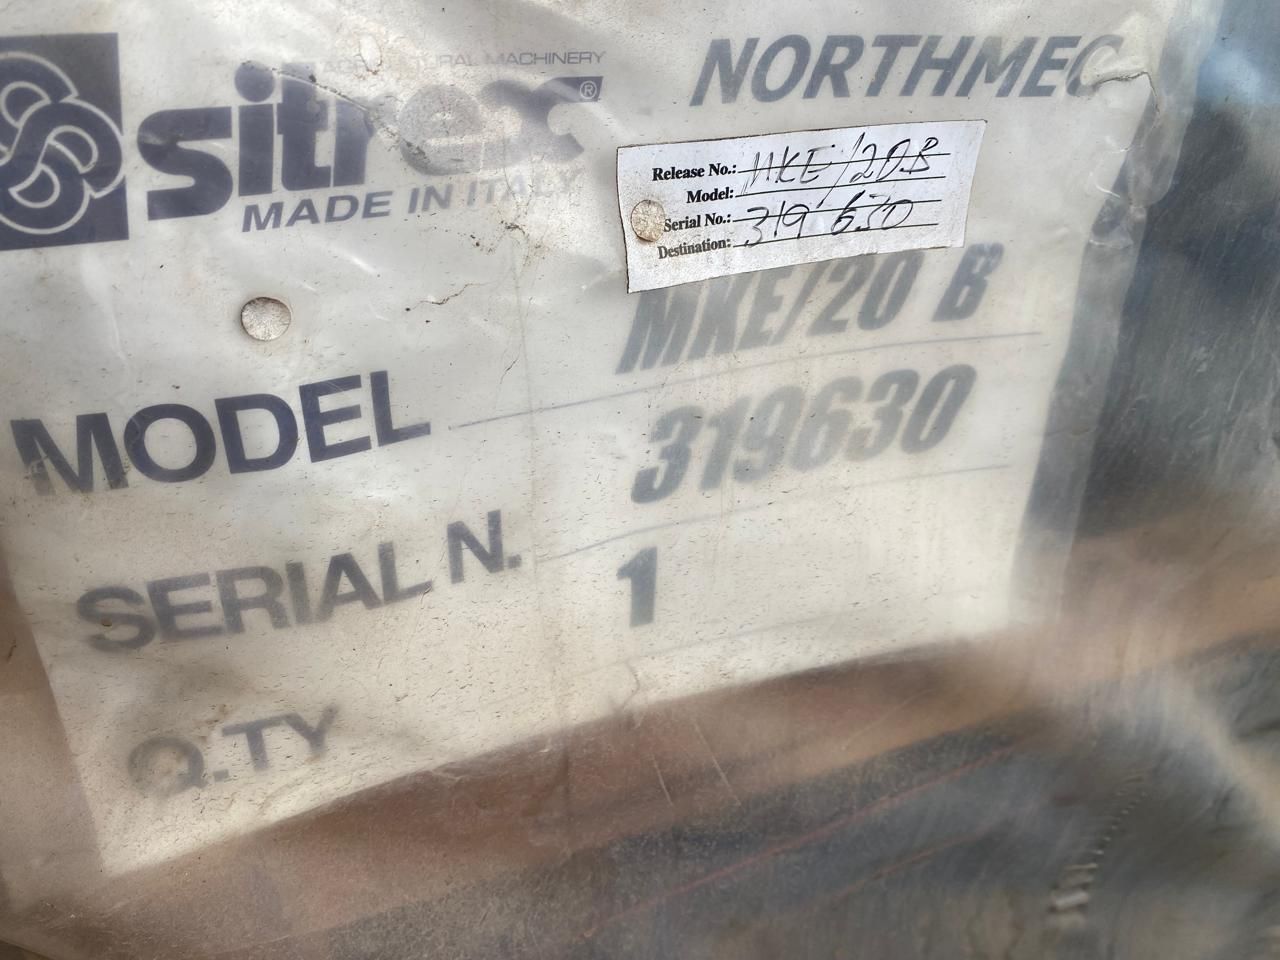 AGRICULTURAL MACHINERY
sitrex®
MADE IN ITALY
NORTHMEC
Release No.: MKE/20B
Model:
Serial No.: 319630
Destination:
MODEL MKE/20 B
SERIAL N. 319630
Q.TY 1